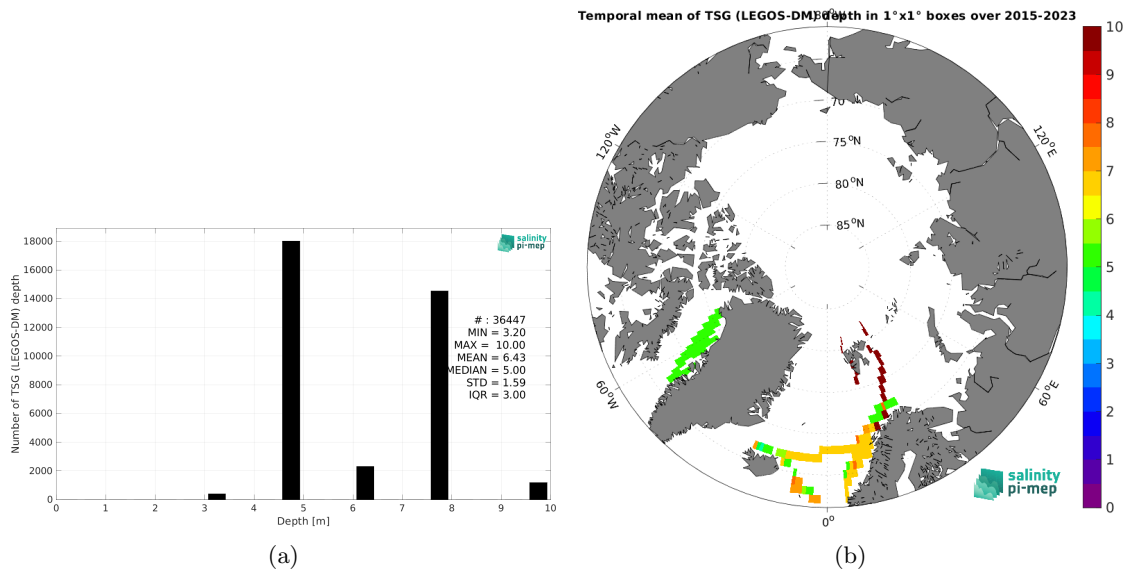 Temporal mean of TSG (LEGOS-DM) depth in 1°x1° boxes over 2015-2023
180°W
18000
16000
14000
12000
10000
8000
6000
4000
2000
0
Number of TSG (LEGOS-DM) depth
0 1 2 3 4 5 6 7 8 9 10
Depth [m]
salinity
pi-mep
# : 36447
MIN = 3.20
MAX = 10.00
MEAN = 6.43
MEDIAN = 5.00
STD = 1.59
IQR = 3.00
(a)
120°W
60°W
0°
60°E
120°E
70
75°N
80°N
85°N
10
9
8
7
6
5
4
3
2
1
0
salinity
pi-mep
(b)